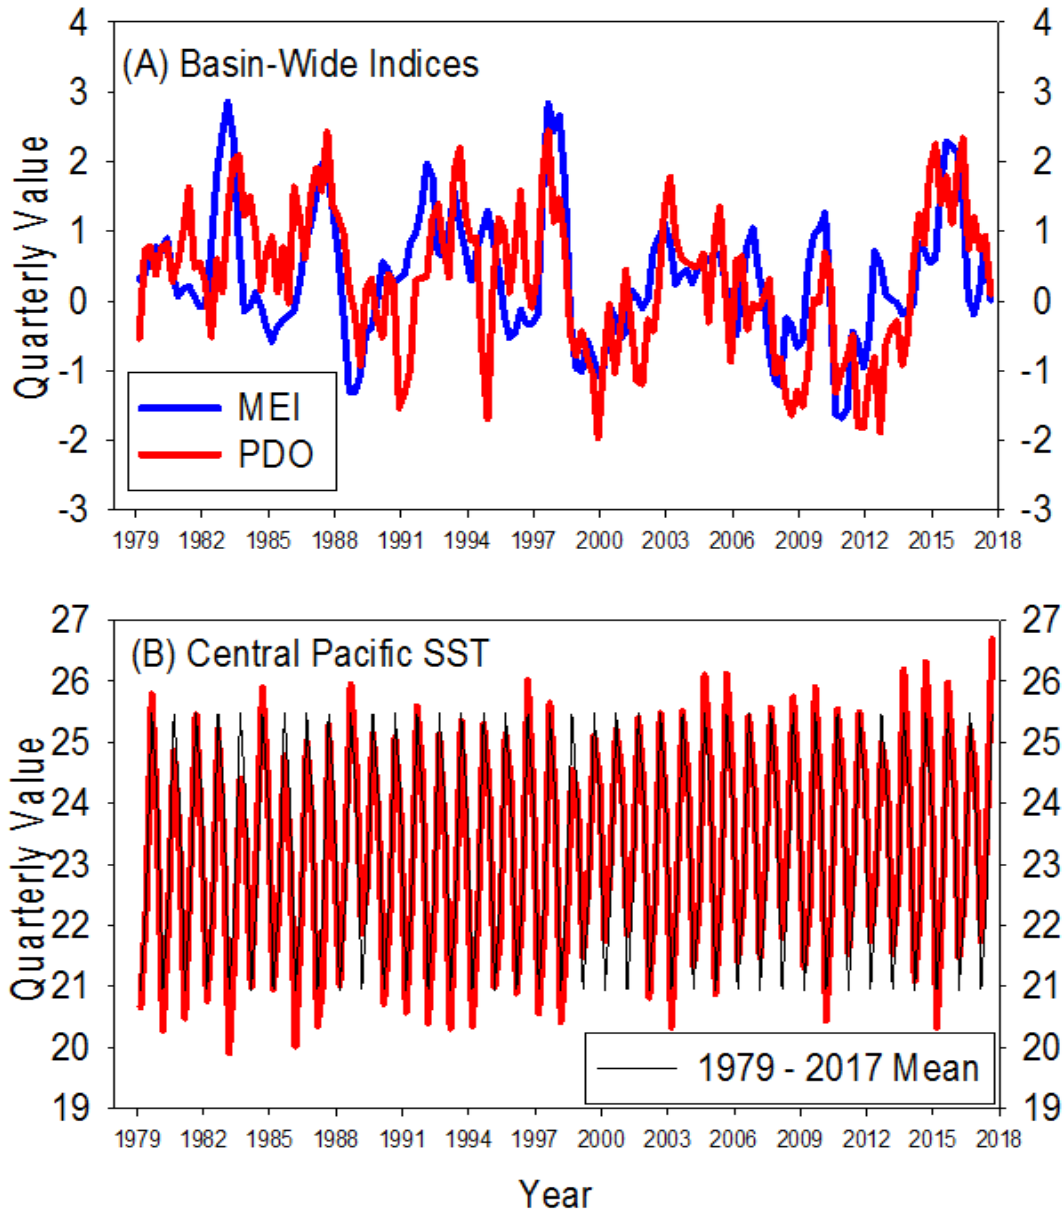 4 4
(A) Basin-Wide Indices
3 3
2 2
1 1
0 0
-1 -1
-2 -2
-3 -3
Quarterly Value
MEI
PDO
1979 1982 1985 1988 1991 1994 1997 2000 2003 2006 2009 2012 2015 2018
27 27
(B) Central Pacific SST
26 26
25 25
24 24
23 23
22 22
21 21
20 20
19 19
Quarterly Value
1979 - 2017 Mean
1979 1982 1985 1988 1991 1994 1997 2000 2003 2006 2009 2012 2015 2018
Year